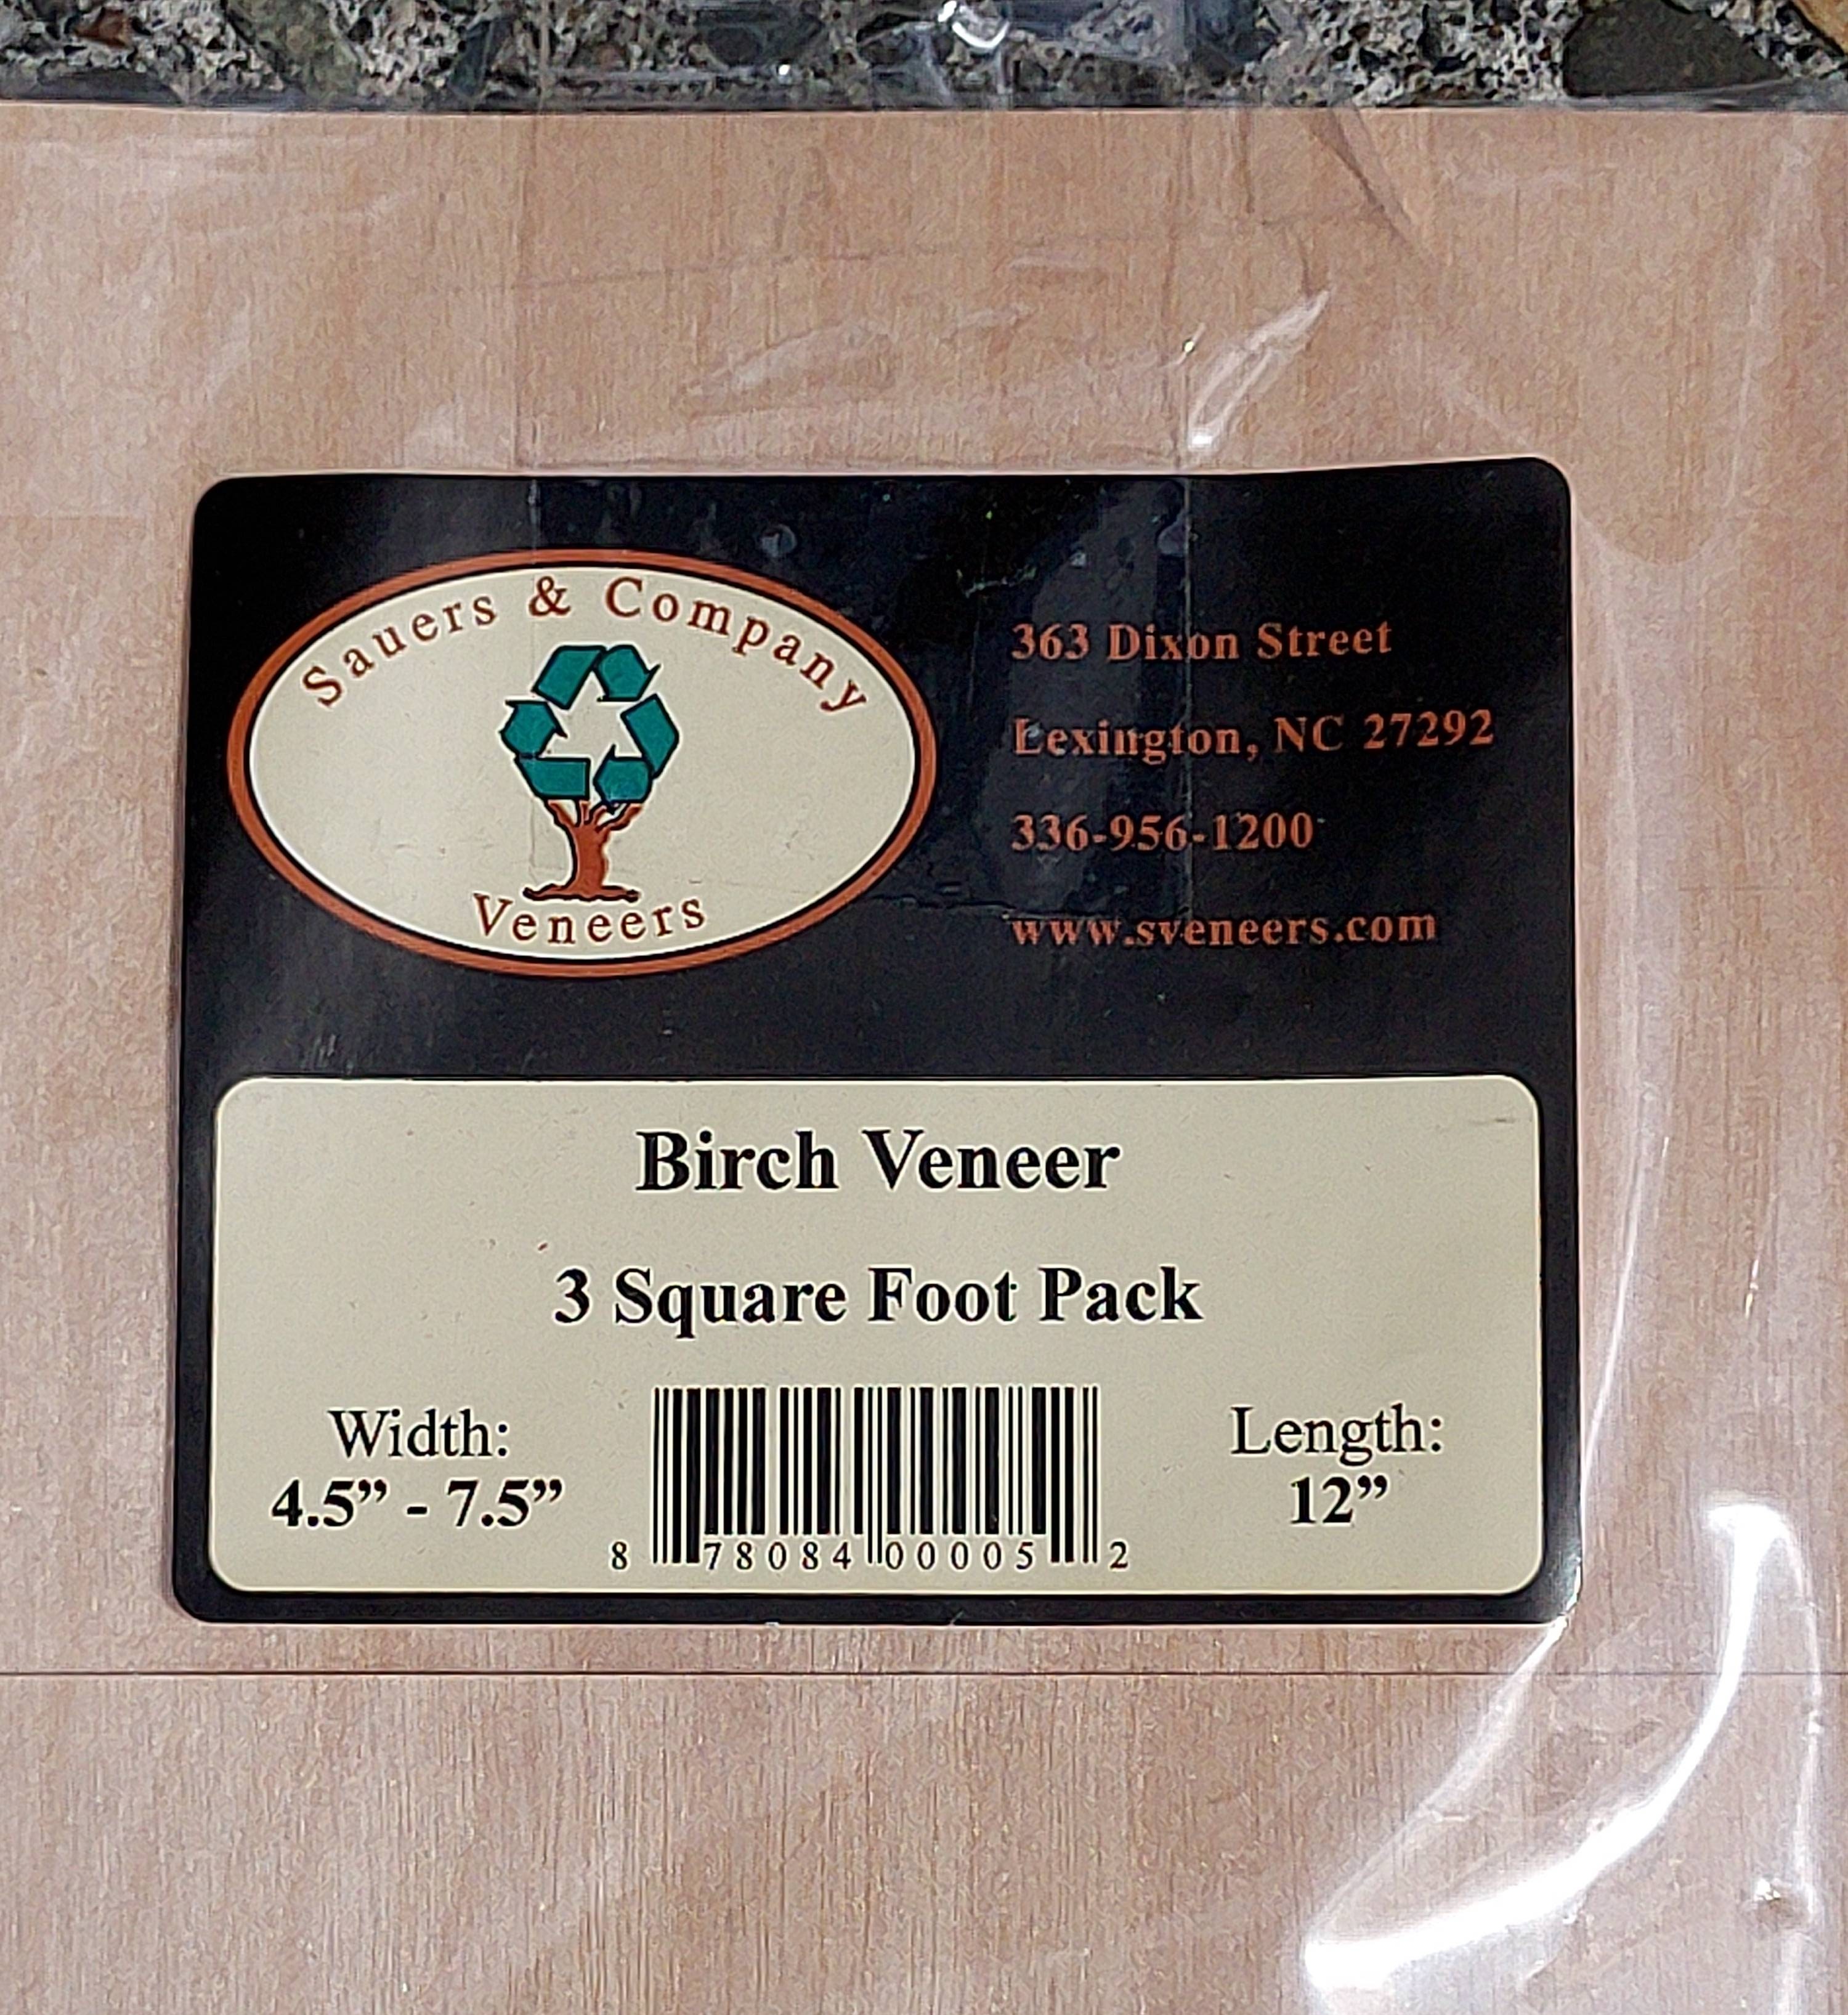 Sauers & Company
Veneers
363 Dixon Street
Lexington, NC 27292
336-956-1200
www.sveneers.com
Birch Veneer
3 Square Foot Pack
Width:
4.5” - 7.5”
8 78084 00005 2
Length:
12”